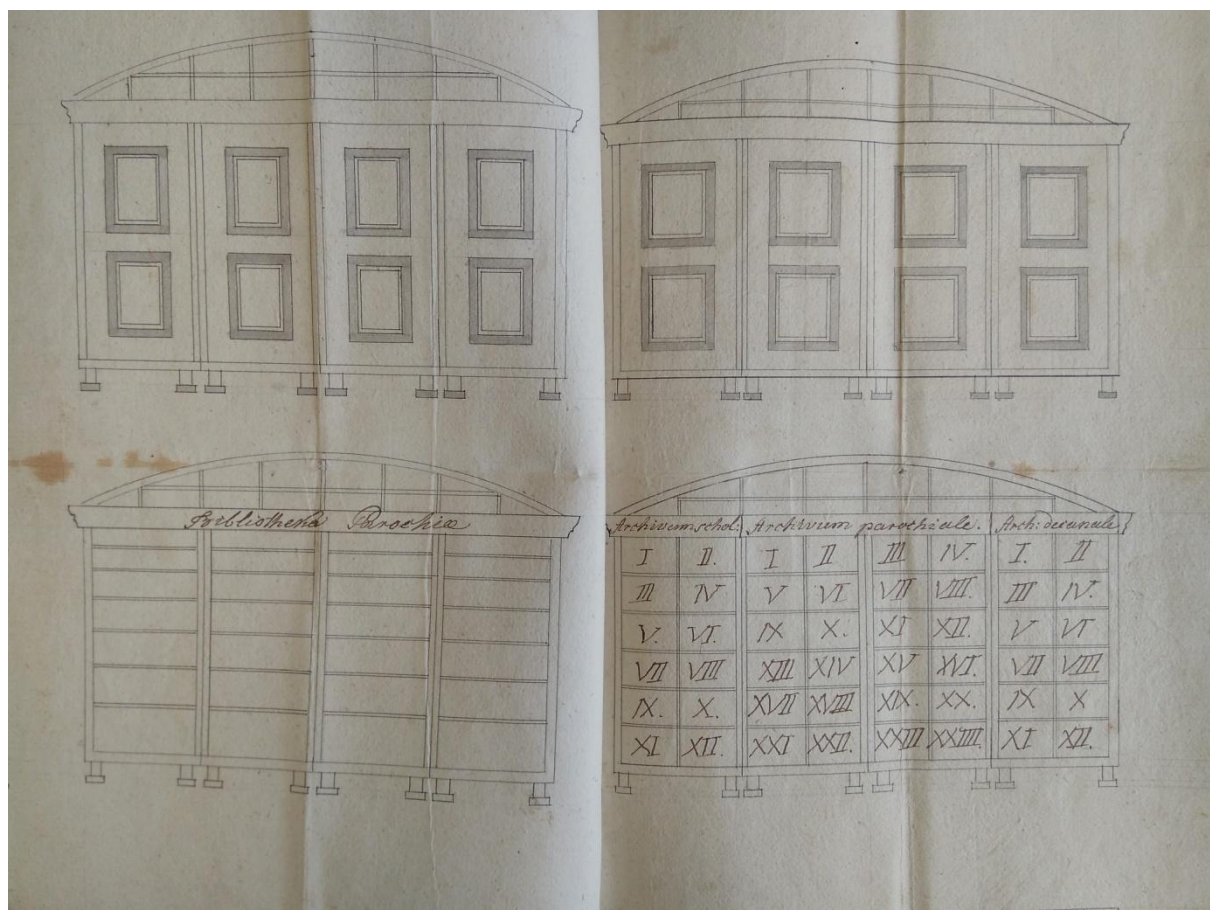 Bibliotheka Parochiæ
Archivum schol: Archivum parochiale. Arch: decanale
I II. I II III IV. I. II
III IV V VI VII VIII. III IV.
V. VI. IX X. XI XII. V VI
VII VIII XIII XIV XV XVI. VII VIII
IX. X. XVII XVIII XIX. XX. IX X
XI XII. XXI XXII. XXIII XXIIII. XI XII.